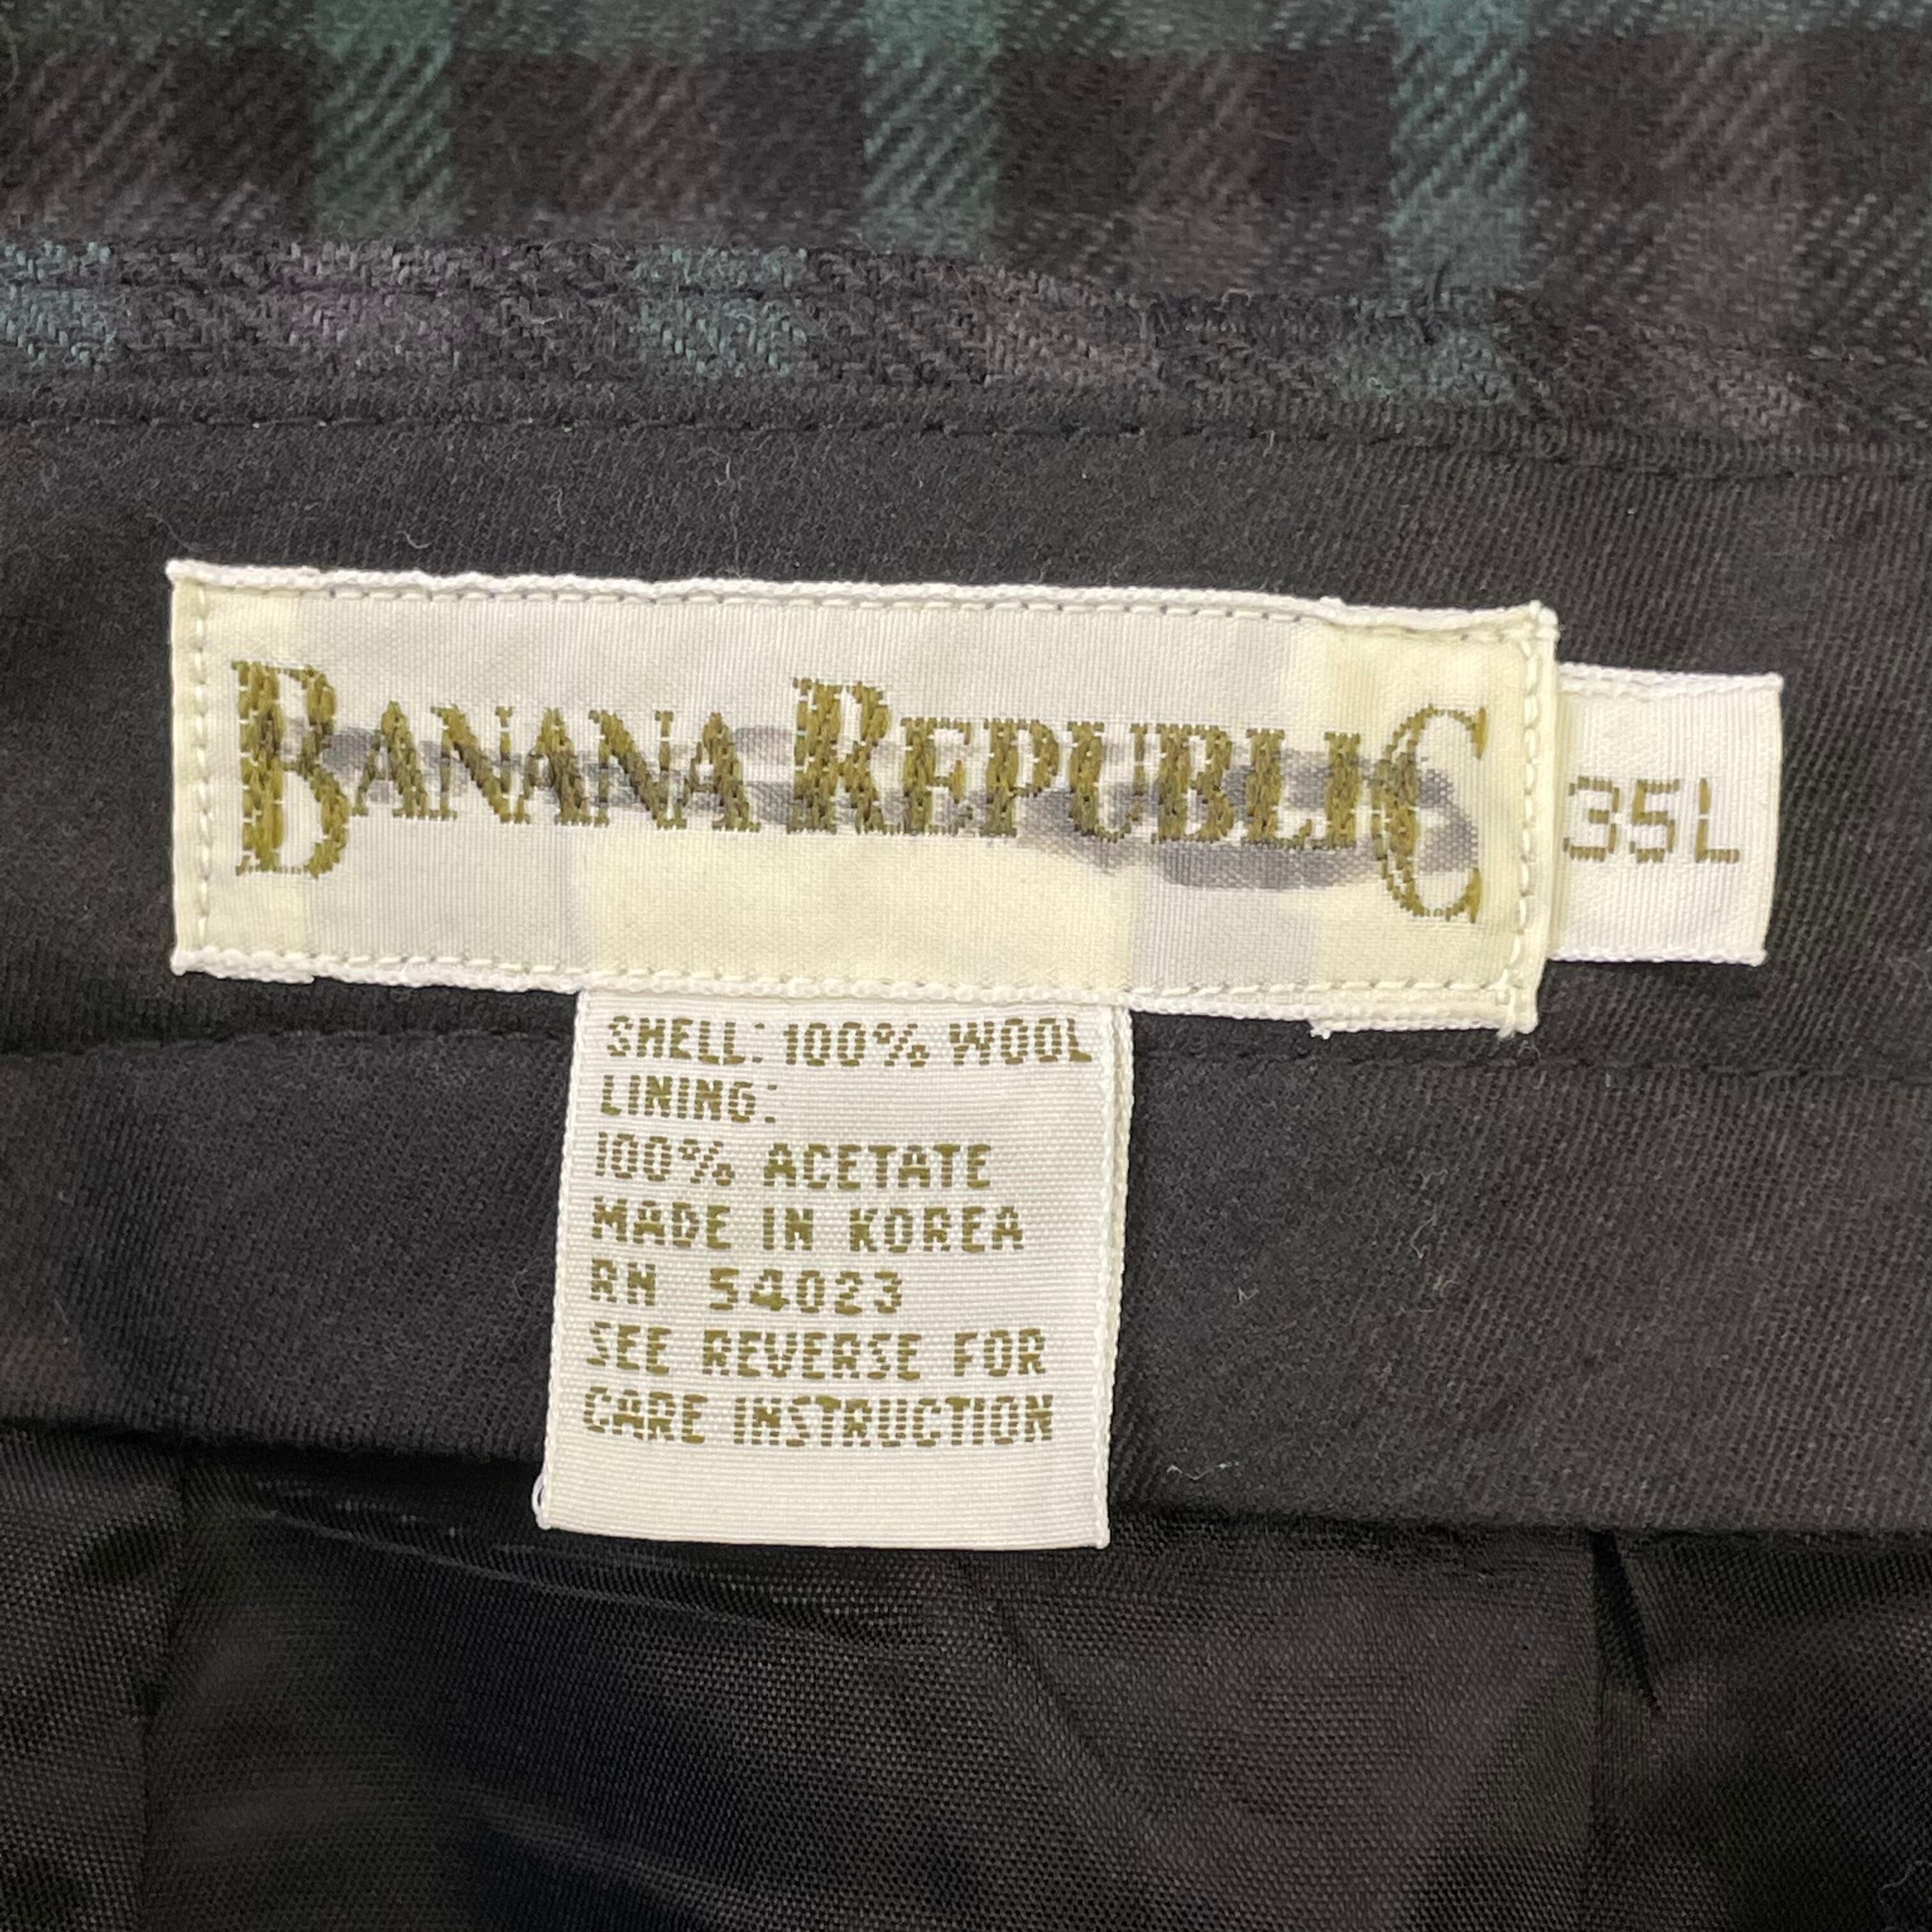 BANANA REPUBLIC
35L
SHELL: 100% WOOL
LINING:
100% ACETATE
MADE IN KOREA
RN 54023
SEE REVERSE FOR
CARE INSTRUCTION